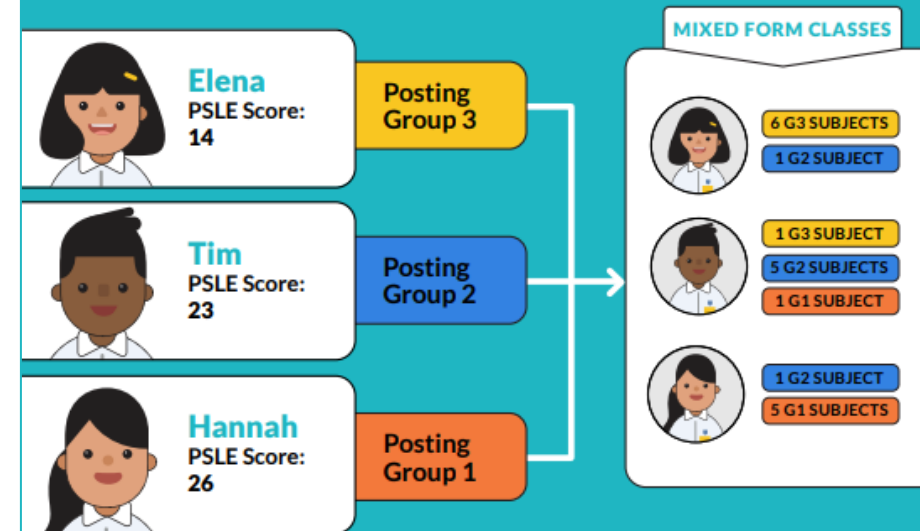 Elena
PSLE Score:
14
Posting
Group 3
Tim
PSLE Score:
23
Posting
Group 2
Hannah
PSLE Score:
26
Posting
Group 1
MIXED FORM CLASSES
6 G3 SUBJECTS
1 G2 SUBJECT
1 G3 SUBJECT
5 G2 SUBJECTS
1 G1 SUBJECT
1 G2 SUBJECT
5 G1 SUBJECTS